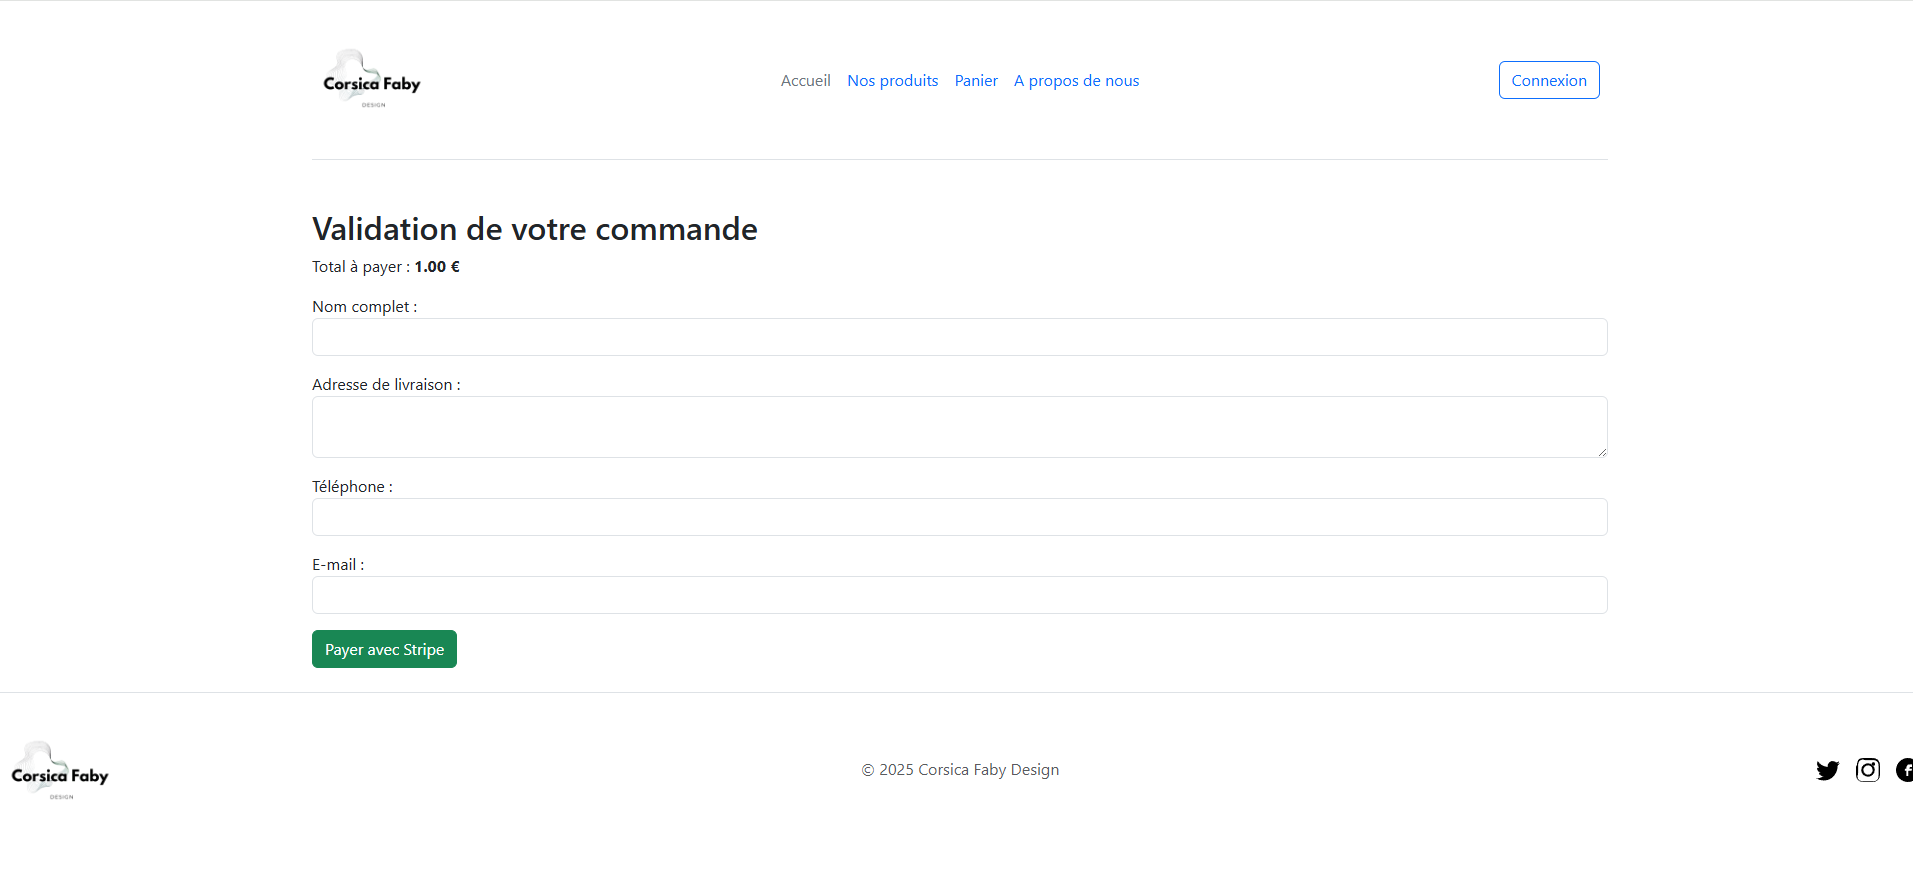 Corsica Faby
DESIGN
Accueil Nos produits Panier A propos de nous
Connexion
Validation de votre commande
Total à payer : 1.00 €
Nom complet :
Adresse de livraison :
Téléphone :
E-mail :
Payer avec Stripe
Corsica Faby
DESIGN
© 2025 Corsica Faby Design